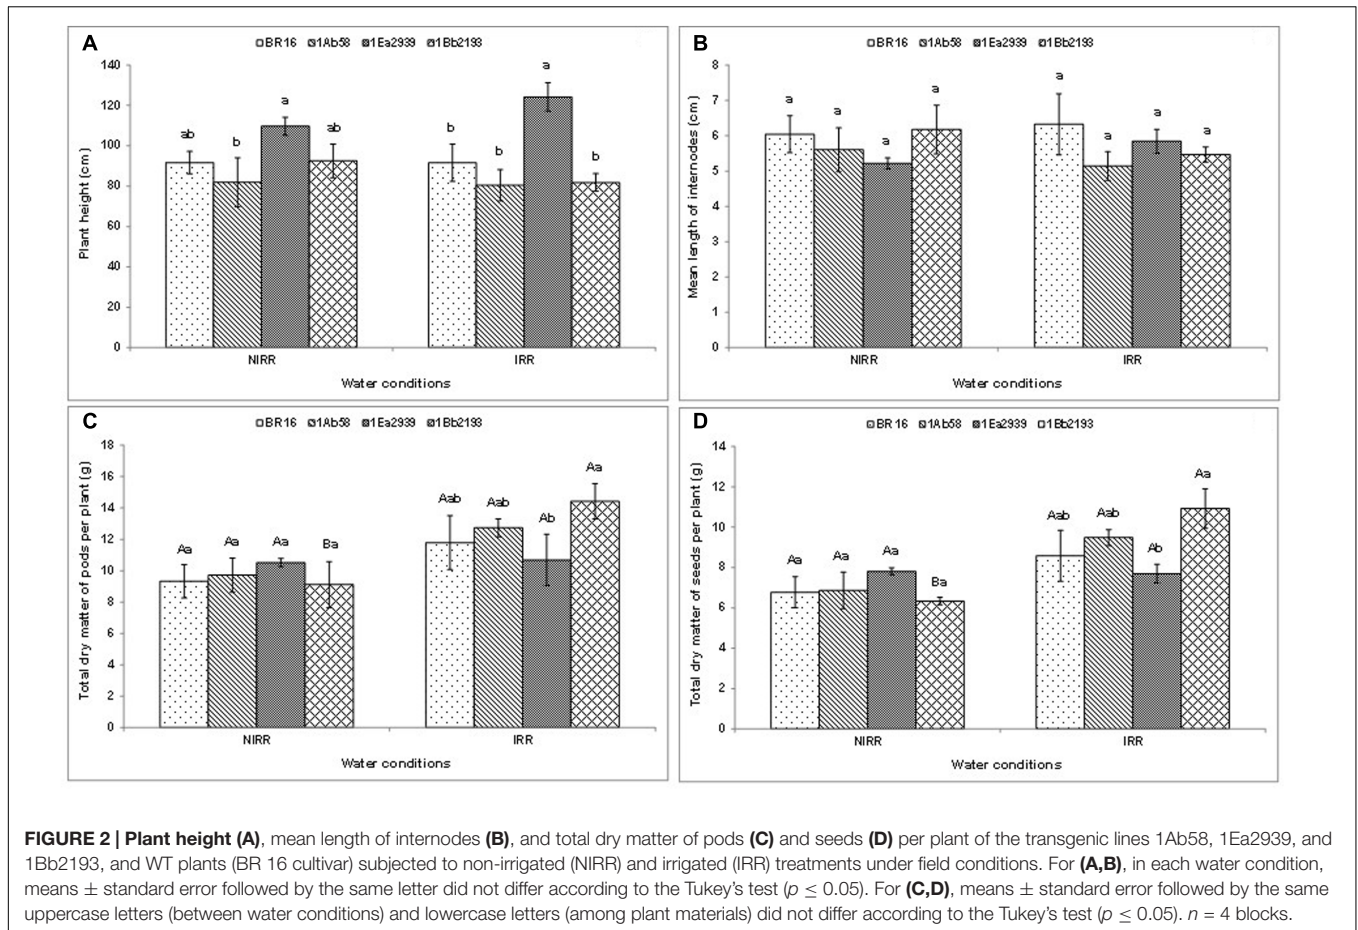 A
BR16 1Ab58 1Ea2939 1Bb2193
Plant height (cm)
140
120
100
80
60
40
20
0
ab b a ab b b a b
NIRR IRR
Water conditions
B
BR16 1Ab58 1Ea2939 1Bb2193
Mean length of internodes (cm)
8
7
6
5
4
3
2
1
0
a a a a a a a a
NIRR IRR
Water conditions
C
BR16 1Ab58 1Ea2939 1Bb2193
Total dry matter of pods per plant (g)
18
16
14
12
10
8
6
4
2
0
Aa Aa Aa Ba Aab Aab Ab Aa
NIRR IRR
Water conditions
D
BR16 1Ab58 1Ea2939 1Bb2193
Total dry matter of seeds per plant (g)
14
12
10
8
6
4
2
0
Aa Aa Aa Ba Aab Aab Ab Aa
NIRR IRR
Water conditions
FIGURE 2 | Plant height (A), mean length of internodes (B), and total dry matter of pods (C) and seeds (D) per plant of the transgenic lines 1Ab58, 1Ea2939, and
1Bb2193, and WT plants (BR 16 cultivar) subjected to non-irrigated (NIRR) and irrigated (IRR) treatments under field conditions. For (A,B), in each water condition,
means ± standard error followed by the same letter did not differ according to the Tukey's test (p ≤ 0.05). For (C,D), means ± standard error followed by the same
uppercase letters (between water conditions) and lowercase letters (among plant materials) did not differ according to the Tukey's test (p ≤ 0.05). n = 4 blocks.